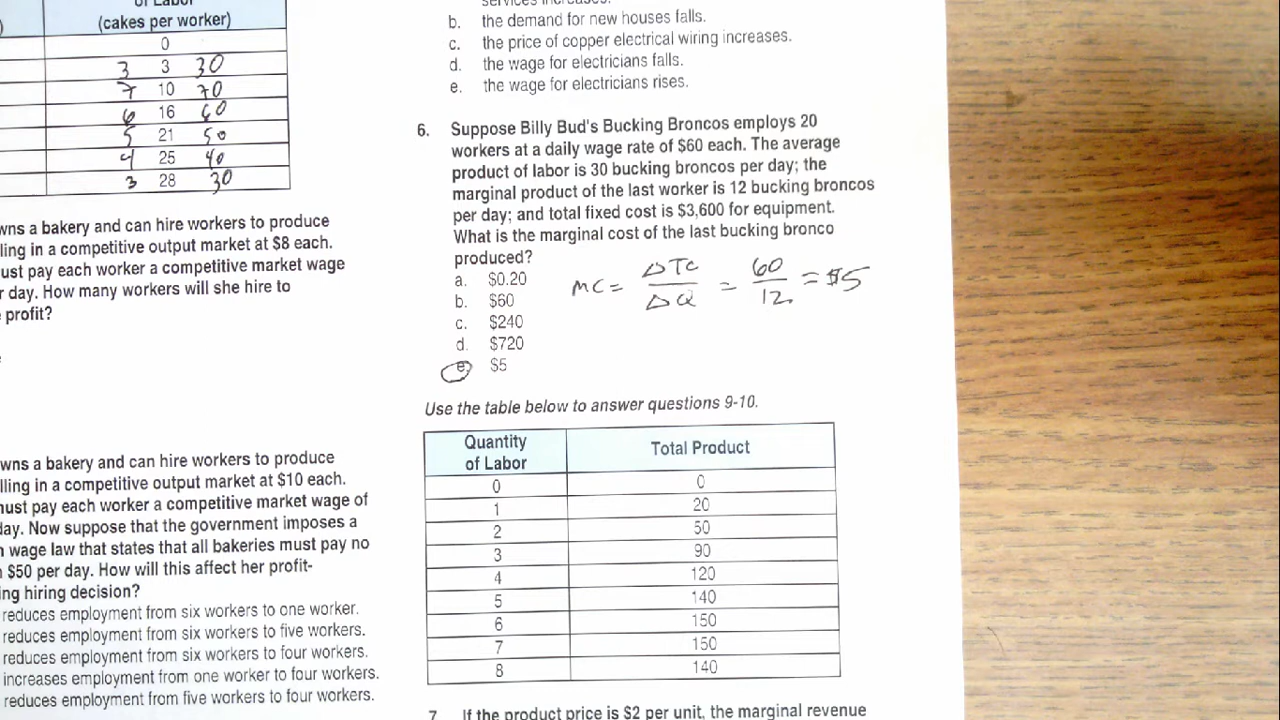 of Labor
(cakes per worker)
0
3 3 30
7 10 70
6 16 60
5 21 50
4 25 40
3 28 30
wns a bakery and can hire workers to produce
ling in a competitive output market at $8 each.
ust pay each worker a competitive market wage
r day. How many workers will she hire to
profit?
wns a bakery and can hire workers to produce
lling in a competitive output market at $10 each.
must pay each worker a competitive market wage of
day. Now suppose that the government imposes a
wage law that states that all bakeries must pay no
$50 per day. How will this affect her profit-
ing hiring decision?
reduces employment from six workers to one worker.
reduces employment from six workers to five workers.
reduces employment from six workers to four workers.
increases employment from one worker to four workers.
reduces employment from five workers to four workers.
services increases.
b. the demand for new houses falls.
c. the price of copper electrical wiring increases.
d. the wage for electricians falls.
e. the wage for electricians rises.
6. Suppose Billy Bud's Bucking Broncos employs 20
workers at a daily wage rate of $60 each. The average
product of labor is 30 bucking broncos per day; the
marginal product of the last worker is 12 bucking broncos
per day; and total fixed cost is $3,600 for equipment.
What is the marginal cost of the last bucking bronco
produced?
a. $0.20
b. $60
c. $240
d. $720
e. $5
MC = ΔTC / ΔQ = 60 / 12 = $5
Use the table below to answer questions 9-10.
Quantity of Labor Total Product
0 0
1 20
2 50
3 90
4 120
5 140
6 150
7 150
8 140
7 If the product price is $2 per unit, the marginal revenue